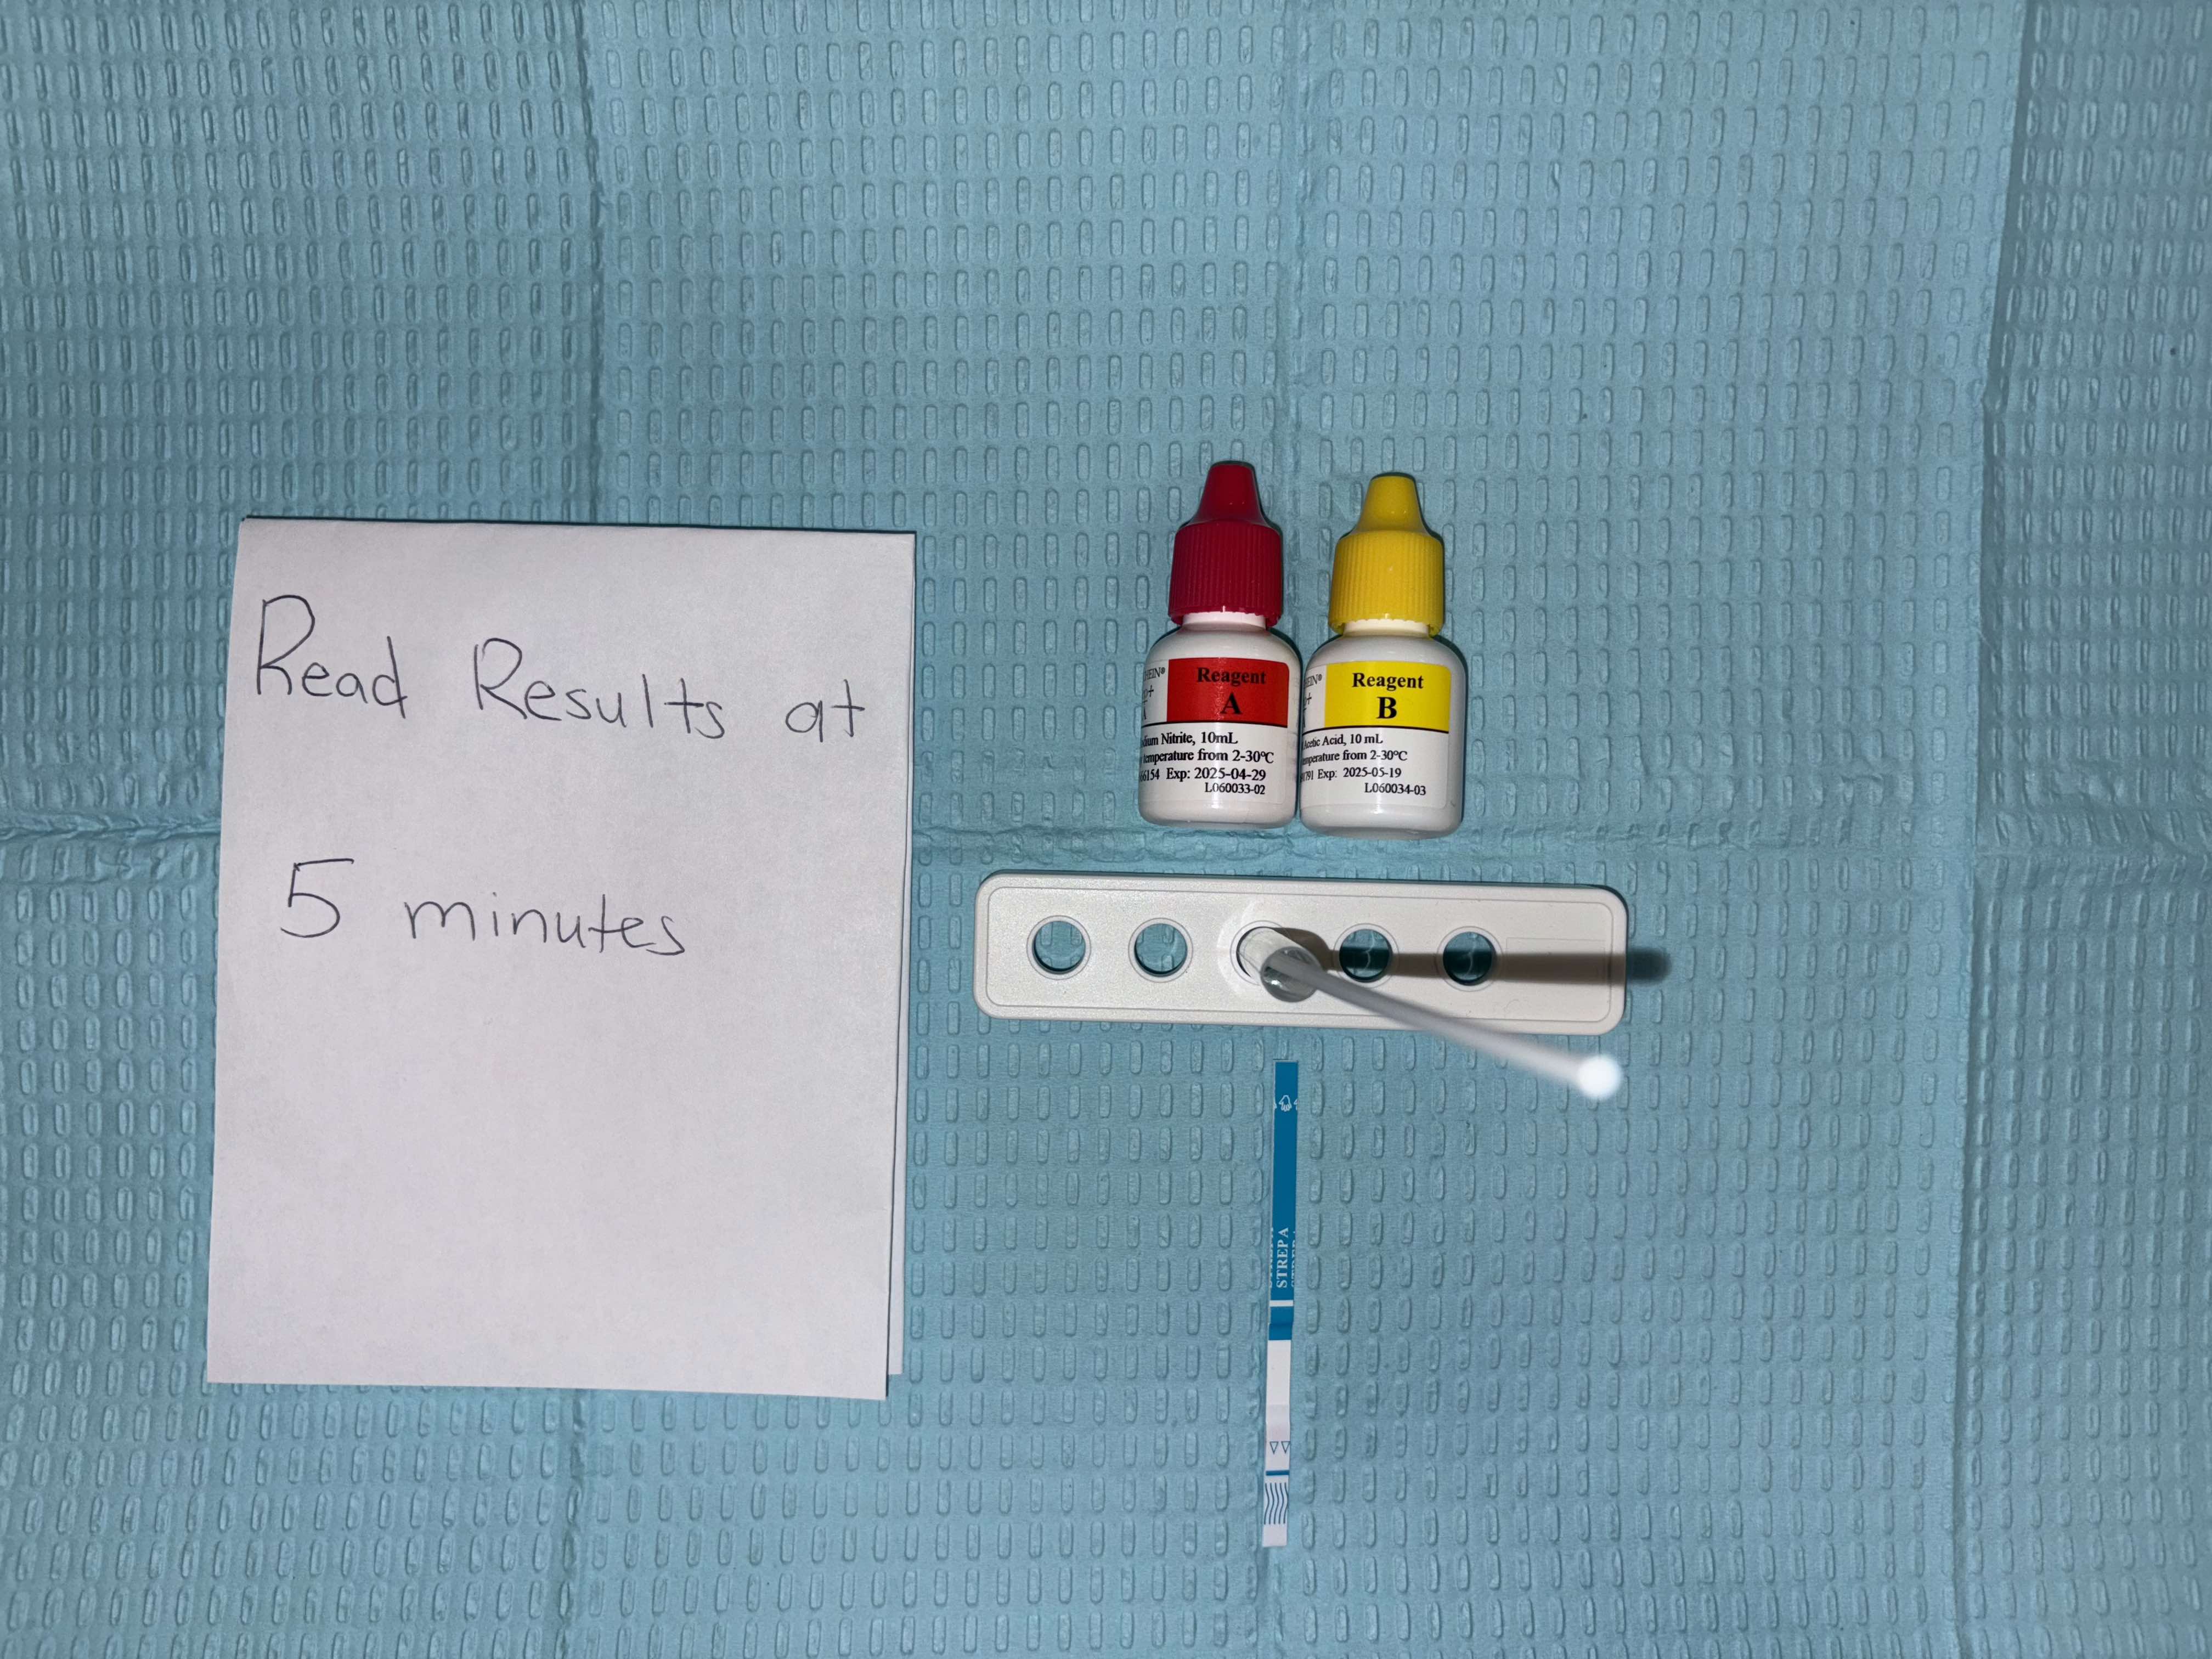 Read Results at
5 minutes
Reagent
A
Nitrite, 10mL
temperature from 2-30°C
Exp: 2025-04-29
L060033-02
Reagent
B
Acetic Acid, 10 mL
temperature from 2-30°C
Exp: 2025-05-19
L060034-03
STREP A